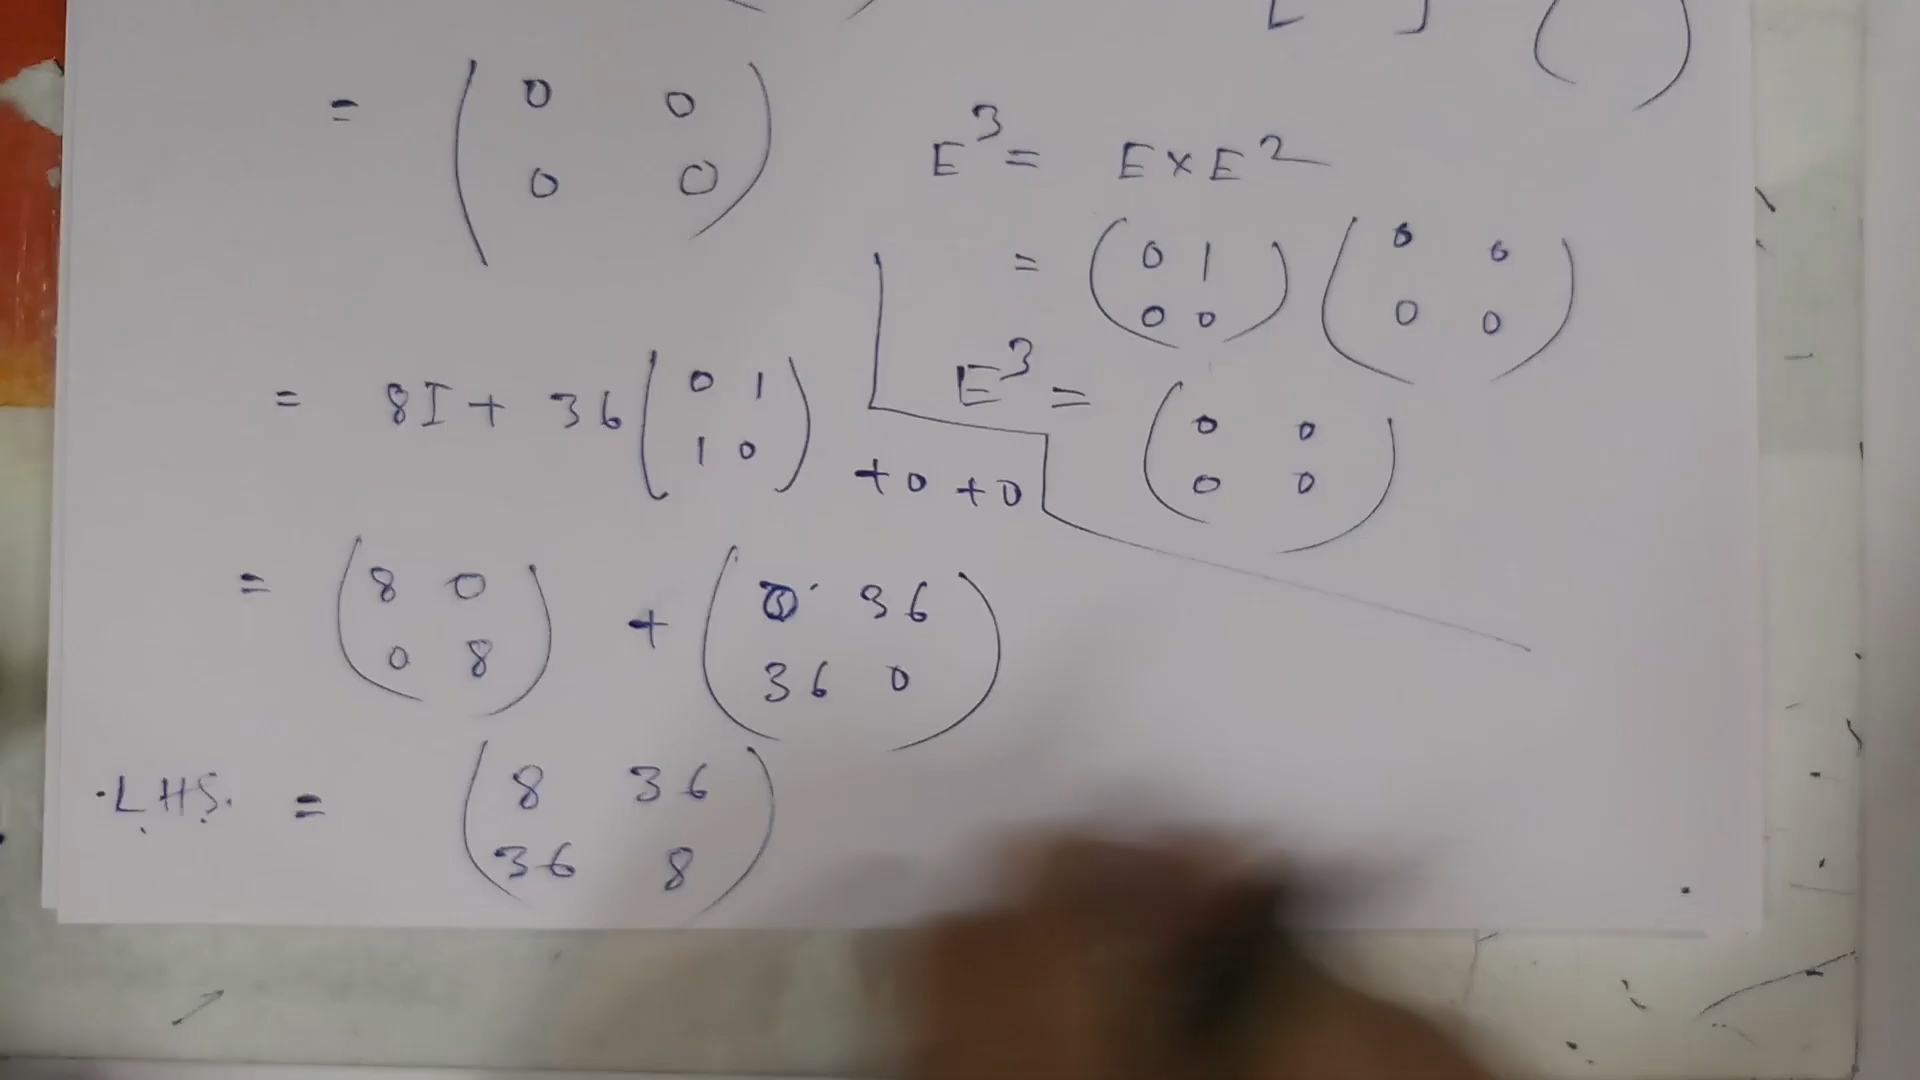 = ( 0 0
0 0 )
E³ = E × E²
= ( 0 1
0 0 ) ( 0 0
0 0 )
E³ = ( 0 0
0 0 )
= 8I + 36 ( 0 1
1 0 ) + 0 + 0
= ( 8 0
0 8 ) + ( 0 36
36 0 )
L.H.S. = ( 8 36
36 8 )